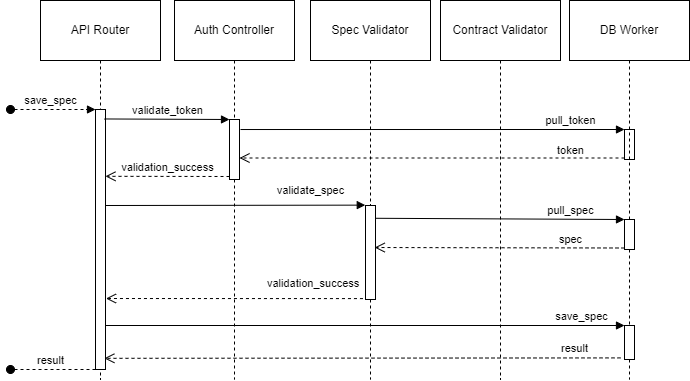 API Router
Auth Controller
Spec Validator
Contract Validator
DB Worker
save_spec
validate_token
pull_token
token
validation_success
validate_spec
pull_spec
spec
validation_success
save_spec
result
result